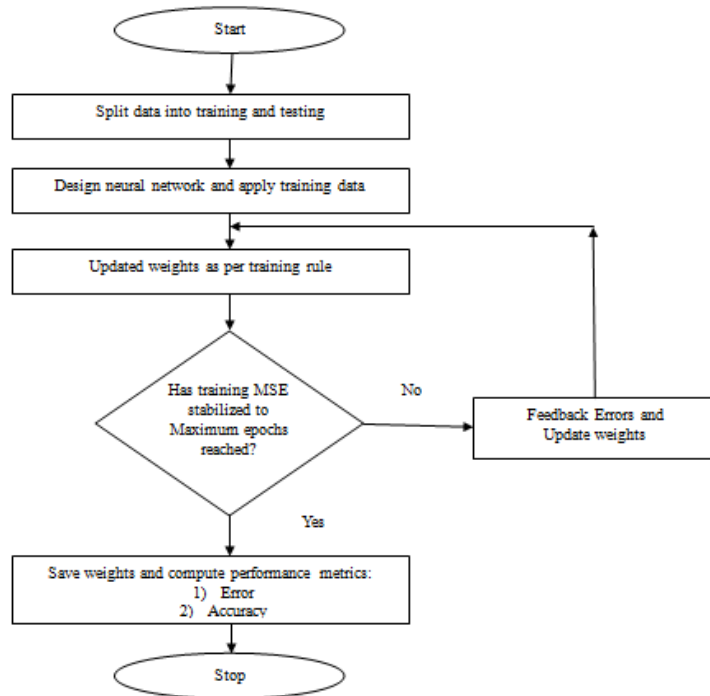 Start
Split data into training and testing
Design neural network and apply training data
Updated weights as per training rule
Has training MSE
stabilized to
Maximum epochs
reached?
No
Feedback Errors and
Update weights
Yes
Save weights and compute performance metrics:
1) Error
2) Accuracy
Stop